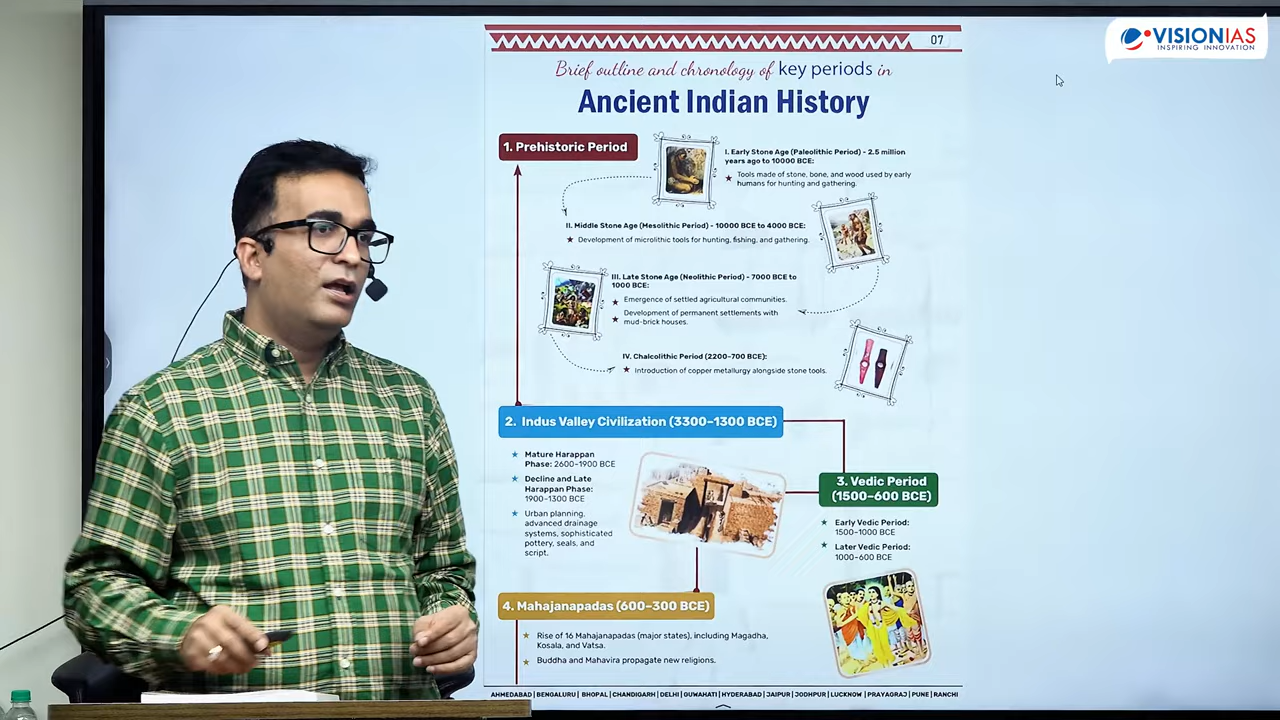 VISIONIAS
INSPIRING INNOVATION
07
Brief outline and chronology of key periods in
Ancient Indian History
1. Prehistoric Period
I. Early Stone Age (Paleolithic Period) - 2.5 million
years ago to 10000 BCE:
★ Tools made of stone, bone, and wood used by early
humans for hunting and gathering.
II. Middle Stone Age (Mesolithic Period) - 10000 BCE to 4000 BCE:
★ Development of microlithic tools for hunting, fishing, and gathering.
III. Late Stone Age (Neolithic Period) - 7000 BCE to
1000 BCE:
★ Emergence of settled agricultural communities.
★ Development of permanent settlements with
mud-brick houses.
IV. Chalcolithic Period (2200–700 BCE):
★ Introduction of copper metallurgy alongside stone tools.
2. Indus Valley Civilization (3300–1300 BCE)
★ Mature Harappan
Phase: 2600–1900 BCE
★ Decline and Late
Harappan Phase:
1900–1300 BCE
★ Urban planning,
advanced drainage
systems, sophisticated
pottery, seals, and
script.
3. Vedic Period
(1500–600 BCE)
★ Early Vedic Period:
1500–1000 BCE
★ Later Vedic Period:
1000–600 BCE
4. Mahajanapadas (600–300 BCE)
★ Rise of 16 Mahajanapadas (major states), including Magadha,
Kosala, and Vatsa.
★ Buddha and Mahavira propagate new religions.
AHMEDABAD | BENGALURU | BHOPAL | CHANDIGARH | DELHI | GUWAHATI | HYDERABAD | JAIPUR | JODHPUR | LUCKNOW | PRAYAGRAJ | PUNE | RANCHI